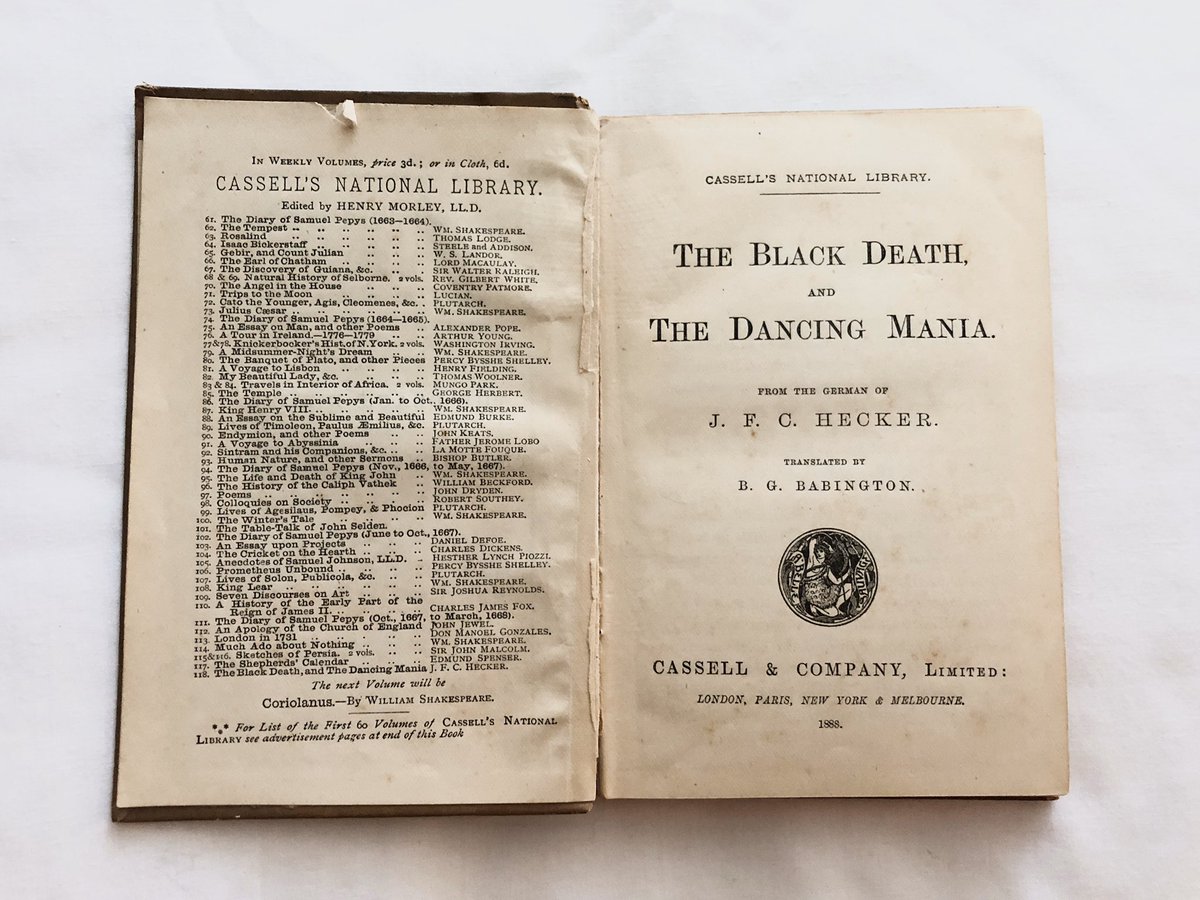 IN WEEKLY VOLUMES, price 3d.; or in Cloth, 6d.
CASSELL'S NATIONAL LIBRARY.
Edited by HENRY MORLEY, LL.D.
61. The Diary of Samuel Pepys (1663—1664).
62. The Tempest .. .. .. .. .. .. WM. SHAKESPEARE.
63. Rosalind .. .. .. .. .. .. THOMAS LODGE.
64. Isaac Bickerstaff .. .. .. .. STEELE and ADDISON.
65. Gebir, and Count Julian .. .. .. W. S. LANDOR.
66. The Earl of Chatham .. .. .. .. LORD MACAULAY.
67. The Discovery of Guiana, &c. .. .. SIR WALTER RALEIGH.
68 & 69. Natural History of Selborne. 2 vols. REV. GILBERT WHITE.
70. The Angel in the House .. .. .. COVENTRY PATMORE.
71. Trips to the Moon .. .. .. .. LUCIAN.
72. Cato the Younger, Agis, Cleomenes, &c. . PLUTARCH.
73. Julius Cæsar .. .. .. .. .. .. WM. SHAKESPEARE.
74. The Diary of Samuel Pepys (1664—1665).
75. An Essay on Man, and other Poems .. ALEXANDER POPE.
76. A Tour in Ireland.—1776—1779 .. .. ARTHUR YOUNG.
77 & 78. Knickerbocker's Hist. of N. York. 2 vols. WASHINGTON IRVING.
79. A Midsummer-Night's Dream .. .. WM. SHAKESPEARE.
80. The Banquet of Plato, and other Pieces PERCY BYSSHE SHELLEY.
81. A Voyage to Lisbon .. .. .. .. HENRY FIELDING.
82. My Beautiful Lady, &c. .. .. .. THOMAS WOOLNER.
83 & 84. Travels in Interior of Africa. 2 vols. MUNGO PARK.
85. The Temple .. .. .. .. .. .. GEORGE HERBERT.
86. The Diary of Samuel Pepys (Jan. to Oct., 1666).
87. King Henry VIII. .. .. .. .. .. WM. SHAKESPEARE.
88. An Essay on the Sublime and Beautiful EDMUND BURKE.
89. Lives of Timoleon, Paulus Æmilius, &c. PLUTARCH.
90. Endymion, and other Poems .. .. JOHN KEATS.
91. A Voyage to Abyssinia .. .. .. FATHER JEROME LOBO
92. Sintram and his Companions, &c. .. .. LA MOTTE FOUQUE.
93. Human Nature, and other Sermons .. BISHOP BUTLER.
94. The Diary of Samuel Pepys (Nov., 1666, to May, 1667).
95. The Life and Death of King John .. WM. SHAKESPEARE.
96. The History of the Caliph Vathek .. WILLIAM BECKFORD.
97. Poems .. .. .. .. .. .. .. JOHN DRYDEN.
98. Colloquies on Society .. .. .. .. ROBERT SOUTHEY.
99. Lives of Agesilaus, Pompey, & Phocion PLUTARCH.
100. The Winter's Tale .. .. .. .. WM. SHAKESPEARE.
101. The Table-Talk of John Selden.
102. The Diary of Samuel Pepys (June to Oct., 1667).
103. An Essay upon Projects .. .. .. DANIEL DEFOE.
104. The Cricket on the Hearth .. .. .. CHARLES DICKENS.
105. Anecdotes of Samuel Johnson, LL.D. .. HESTHER LYNCH PIOZZI.
106. Prometheus Unbound .. .. .. .. PERCY BYSSHE SHELLEY.
107. Lives of Solon, Publicola, &c. .. .. PLUTARCH.
108. King Lear .. .. .. .. .. .. WM. SHAKESPEARE.
109. Seven Discourses on Art .. .. .. SIR JOSHUA REYNOLDS.
110. A History of the Early Part of the
Reign of James II. .. .. .. .. CHARLES JAMES FOX.
111. The Diary of Samuel Pepys (Oct., 1667, to March, 1668).
112. An Apology of the Church of England JOHN JEWEL.
113. London in 1731 .. .. .. .. .. DON MANOEL GONZALES.
114. Much Ado about Nothing .. .. .. WM. SHAKESPEARE.
115 & 116. Sketches of Persia. 2 vols. .. .. SIR JOHN MALCOLM.
117. The Shepherds' Calendar .. .. .. EDMUND SPENSER.
118. The Black Death, and The Dancing Mania J. F. C. HECKER.
The next Volume will be
Coriolanus.—By WILLIAM SHAKESPEARE.
*** For List of the First 60 Volumes of CASSELL'S NATIONAL
LIBRARY see advertisement pages at end of this Book
CASSELL'S NATIONAL LIBRARY.
THE BLACK DEATH,
AND
THE DANCING MANIA.
FROM THE GERMAN OF
J. F. C. HECKER.
TRANSLATED BY
B. G. BABINGTON.
CASSELL & COMPANY, LIMITED:
LONDON, PARIS, NEW YORK & MELBOURNE.
1888.